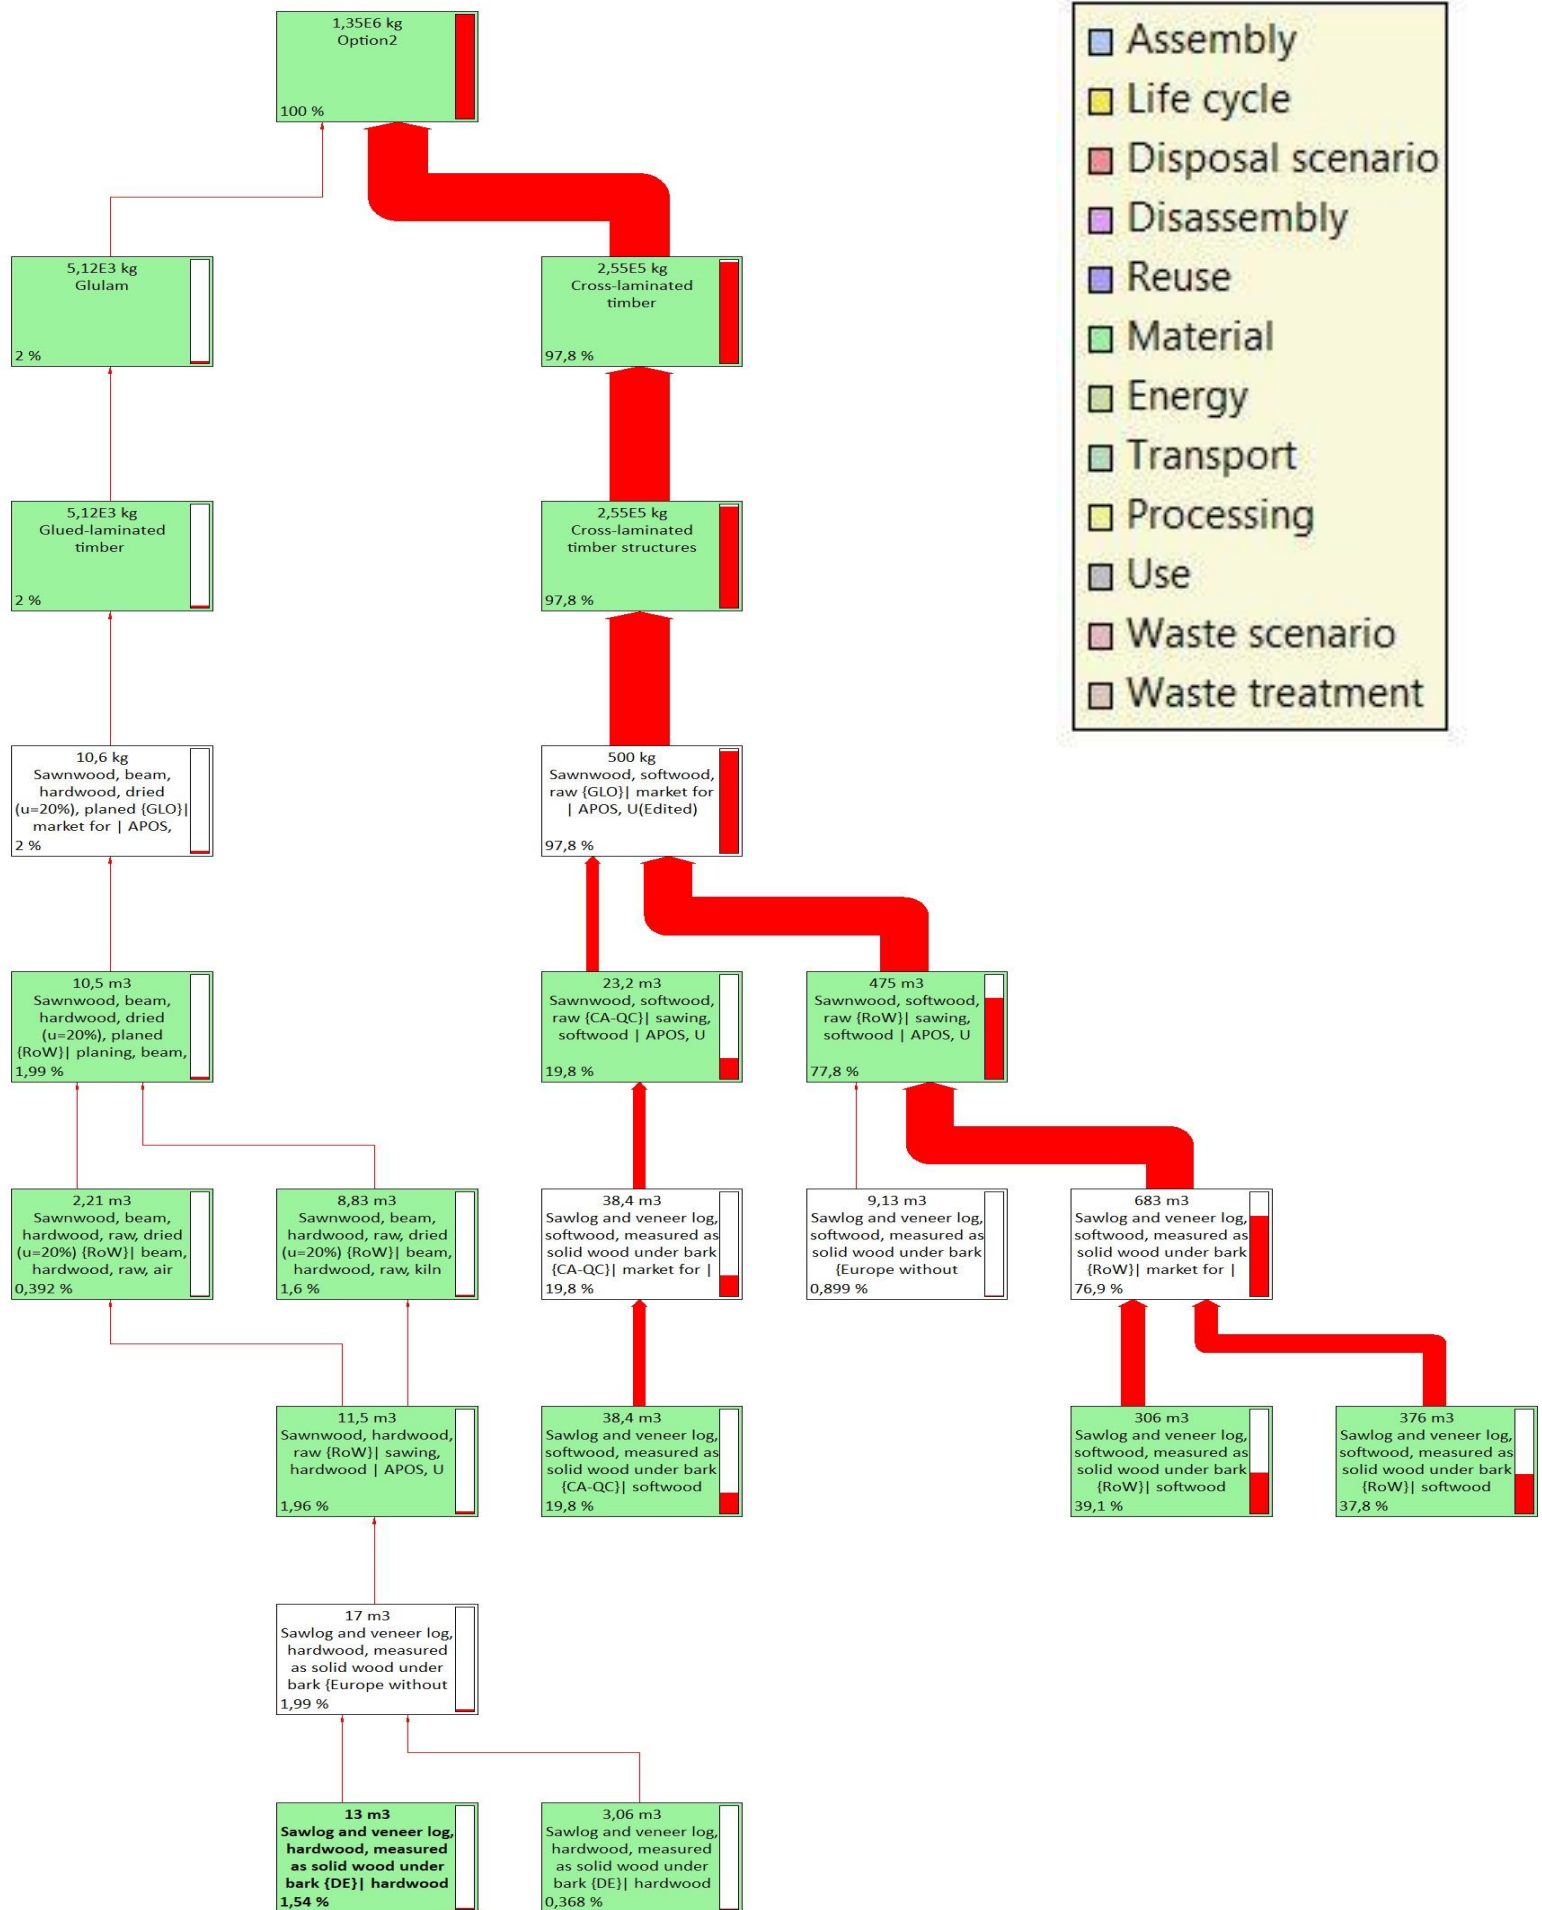 1,35E6 kg
Option2
100 %
Assembly
Life cycle
Disposal scenario
Disassembly
Reuse
Material
Energy
Transport
Processing
Use
Waste scenario
Waste treatment
5,12E3 kg
Glulam
2 %
2,55E5 kg
Cross-laminated
timber
97,8 %
5,12E3 kg
Glued-laminated
timber
2 %
2,55E5 kg
Cross-laminated
timber structures
97,8 %
10,6 kg
Sawnwood, beam,
hardwood, dried
(u=20%), planed {GLO}|
market for | APOS,
2 %
500 kg
Sawnwood, softwood,
raw {GLO}| market for
| APOS, U(Edited)
97,8 %
10,5 m3
Sawnwood, beam,
hardwood, dried
(u=20%), planed
{RoW}| planing, beam,
1,99 %
23,2 m3
Sawnwood, softwood,
raw {CA-QC}| sawing,
softwood | APOS, U
19,8 %
475 m3
Sawnwood, softwood,
raw {RoW}| sawing,
softwood | APOS, U
77,8 %
2,21 m3
Sawnwood, beam,
hardwood, raw, dried
(u=20%) {RoW}| beam,
hardwood, raw, air
0,392 %
8,83 m3
Sawnwood, beam,
hardwood, raw, dried
(u=20%) {RoW}| beam,
hardwood, raw, kiln
1,6 %
38,4 m3
Sawlog and veneer log,
softwood, measured as
solid wood under bark
{CA-QC}| market for |
19,8 %
9,13 m3
Sawlog and veneer log,
softwood, measured as
solid wood under bark
{Europe without
0,899 %
683 m3
Sawlog and veneer log,
softwood, measured as
solid wood under bark
{RoW}| market for |
76,9 %
11,5 m3
Sawnwood, hardwood,
raw {RoW}| sawing,
hardwood | APOS, U
1,96 %
38,4 m3
Sawlog and veneer log,
softwood, measured as
solid wood under bark
{CA-QC}| softwood
19,8 %
306 m3
Sawlog and veneer log,
softwood, measured as
solid wood under bark
{RoW}| softwood
39,1 %
376 m3
Sawlog and veneer log,
softwood, measured as
solid wood under bark
{RoW}| softwood
37,8 %
17 m3
Sawlog and veneer log,
hardwood, measured
as solid wood under
bark {Europe without
1,99 %
13 m3
Sawlog and veneer log,
hardwood, measured
as solid wood under
bark {DE}| hardwood
1,54 %
3,06 m3
Sawlog and veneer log,
hardwood, measured
as solid wood under
bark {DE}| hardwood
0,368 %